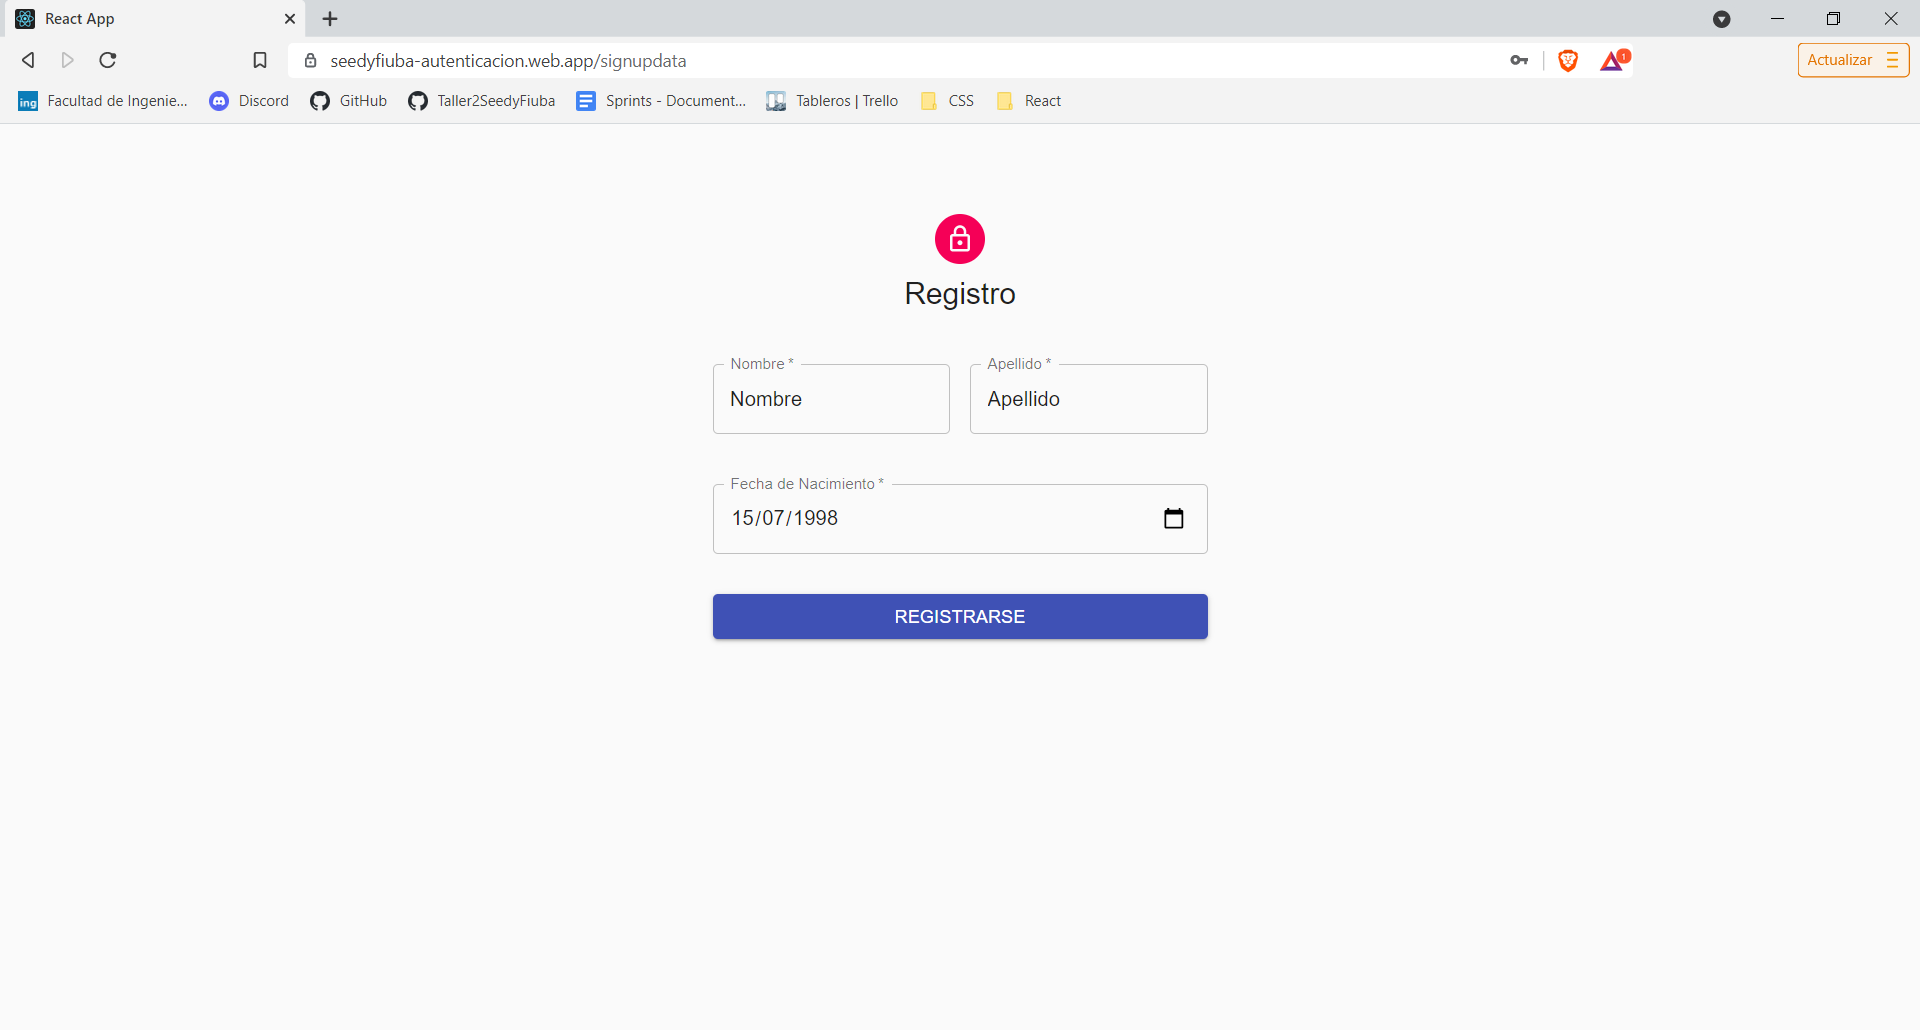 React App
seedyfiuba-autenticacion.web.app/signupdata
1
Actualizar
ing Facultad de Ingenie... Discord GitHub Taller2SeedyFiuba Sprints - Document... Tableros | Trello CSS React
Registro
Nombre * Apellido *
Nombre Apellido
Fecha de Nacimiento *
15/07/1998
REGISTRARSE